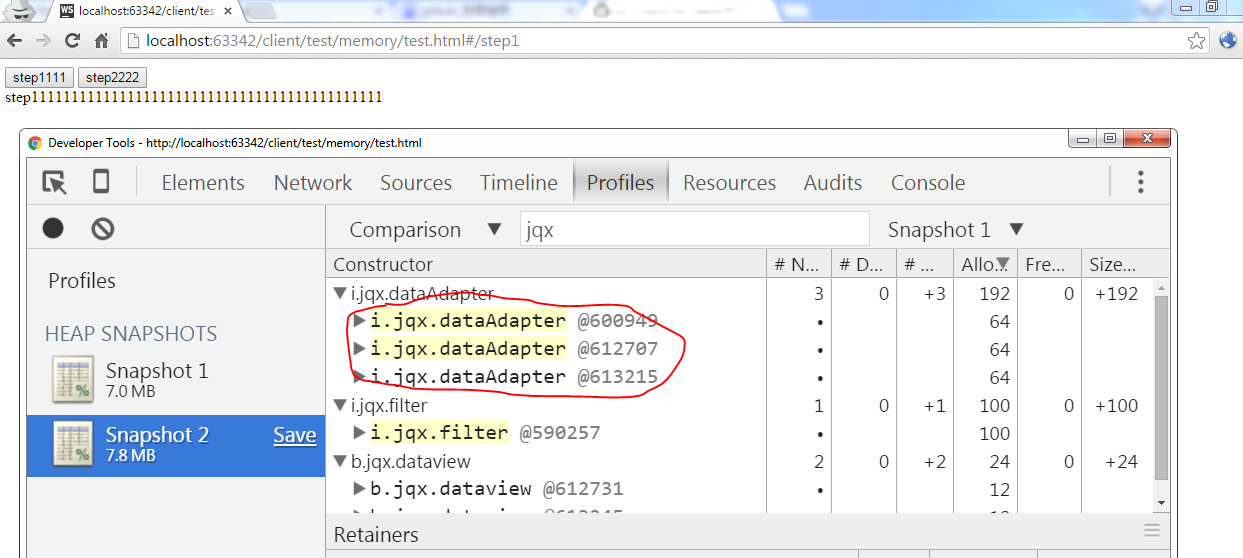 WS localhost:63342/client/tes ×
localhost:63342/client/test/memory/test.html#/step1
step1111 step2222
Developer Tools - http://localhost:63342/client/test/memory/test.html
Elements Network Sources Timeline Profiles Resources Audits Console
Comparison ▼ jqx Snapshot 1 ▼
Profiles
HEAP SNAPSHOTS
Snapshot 1
7.0 MB
Snapshot 2 Save
7.8 MB
Constructor # N... # D... # ... Allo... Fre... Size...
i.jqx.dataAdapter 3 0 +3 192 0 +192
i.jqx.dataAdapter @600949 • 64
i.jqx.dataAdapter @612707 • 64
i.jqx.dataAdapter @613215 • 64
i.jqx.filter 1 0 +1 100 0 +100
i.jqx.filter @590257 • 100
b.jqx.dataview 2 0 +2 24 0 +24
b.jqx.dataview @612731 • 12
Retainers